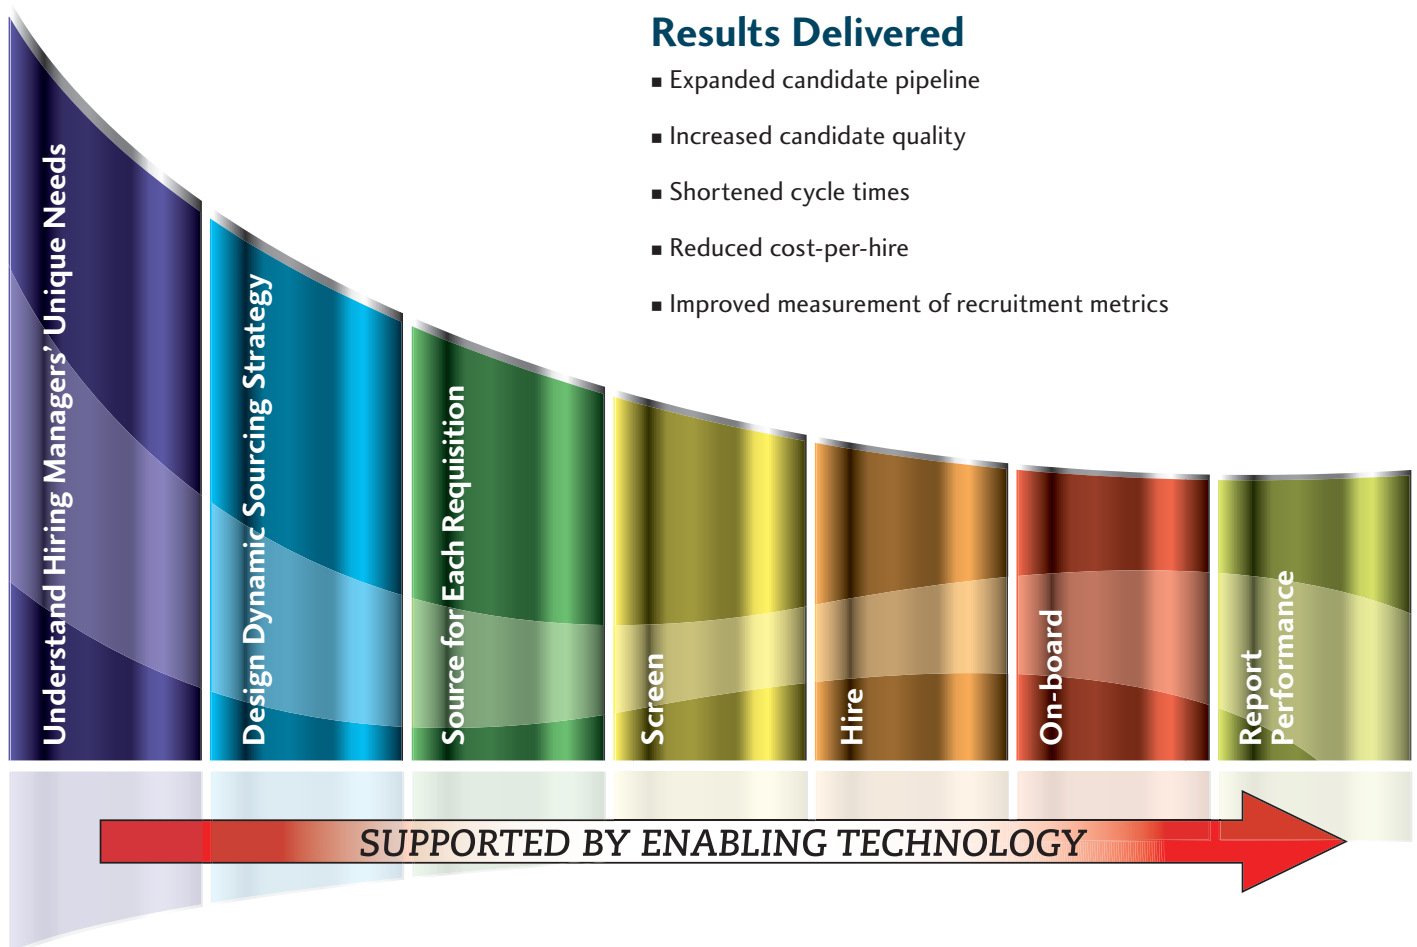 Results Delivered
▪ Expanded candidate pipeline
▪ Increased candidate quality
▪ Shortened cycle times
▪ Reduced cost-per-hire
▪ Improved measurement of recruitment metrics
Understand Hiring Managers’ Unique Needs
Design Dynamic Sourcing Strategy
Source for Each Requisition
Screen
Hire
On-board
Report
Performance
SUPPORTED BY ENABLING TECHNOLOGY